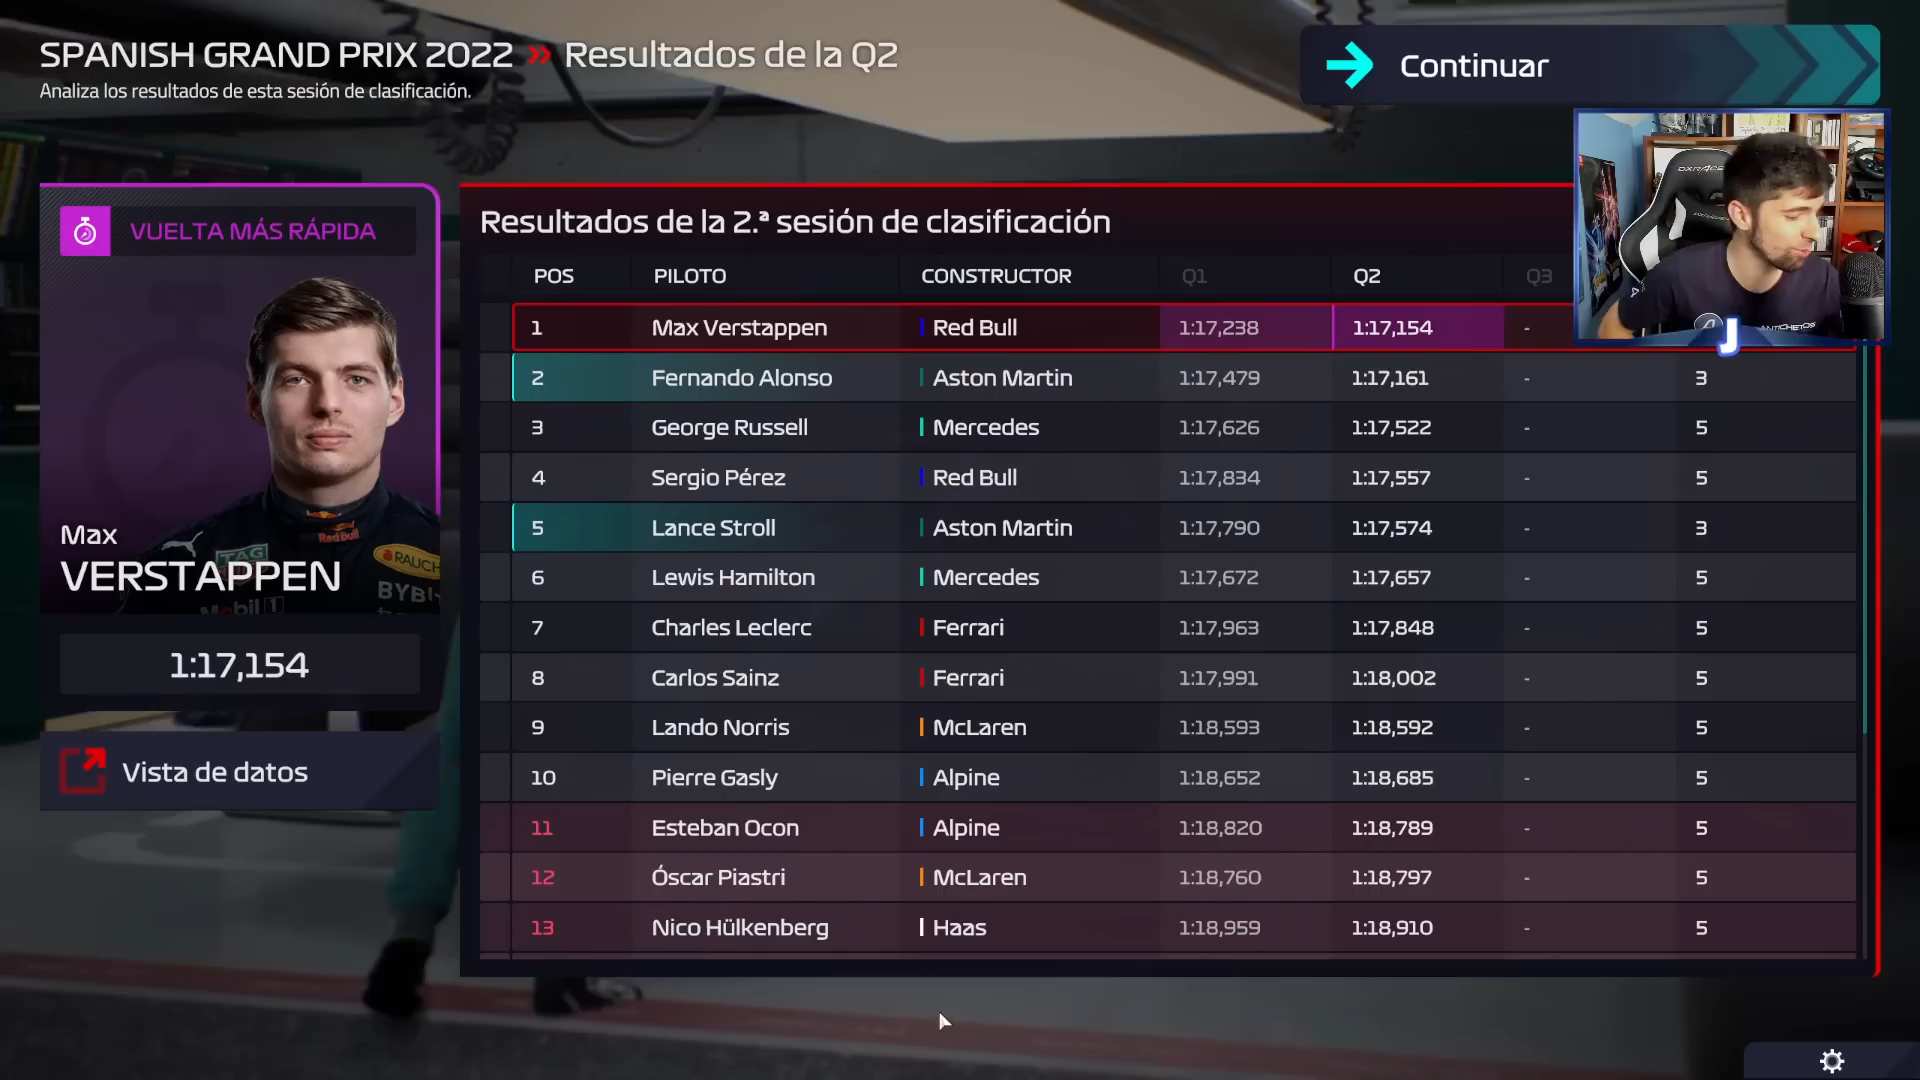 SPANISH GRAND PRIX 2022 » Resultados de la Q2
Analiza los resultados de esta sesión de clasificación.
Continuar
VUELTA MÁS RÁPIDA
Max
VERSTAPPEN
TAG
Red Bull
RAUCH
BYBIT
Mobil 1
1:17,154
Vista de datos
DXRACER
ANTICHETOS
J
Resultados de la 2.ª sesión de clasificación
POS PILOTO CONSTRUCTOR Q1 Q2 Q3
1 Max Verstappen Red Bull 1:17,238 1:17,154 -
2 Fernando Alonso Aston Martin 1:17,479 1:17,161 - 3
3 George Russell Mercedes 1:17,626 1:17,522 - 5
4 Sergio Pérez Red Bull 1:17,834 1:17,557 - 5
5 Lance Stroll Aston Martin 1:17,790 1:17,574 - 3
6 Lewis Hamilton Mercedes 1:17,672 1:17,657 - 5
7 Charles Leclerc Ferrari 1:17,963 1:17,848 - 5
8 Carlos Sainz Ferrari 1:17,991 1:18,002 - 5
9 Lando Norris McLaren 1:18,593 1:18,592 - 5
10 Pierre Gasly Alpine 1:18,652 1:18,685 - 5
11 Esteban Ocon Alpine 1:18,820 1:18,789 - 5
12 Óscar Piastri McLaren 1:18,760 1:18,797 - 5
13 Nico Hülkenberg Haas 1:18,959 1:18,910 - 5